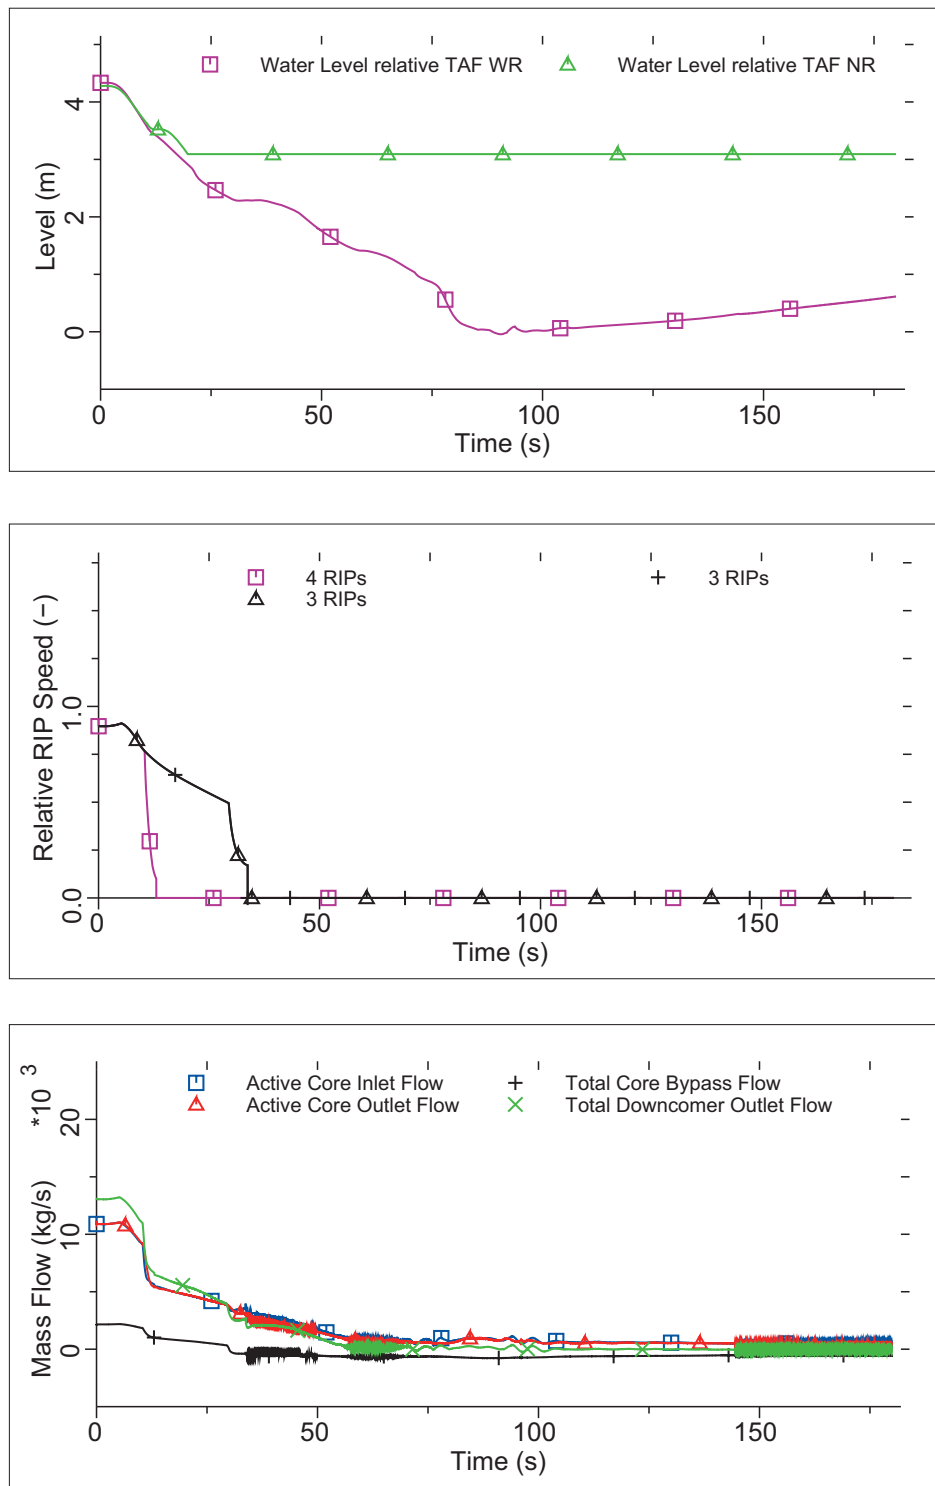 Water Level relative TAF WR
Water Level relative TAF NR
Level (m)
4
2
0
0
50
100
150
Time (s)
4 RIPs
3 RIPs
3 RIPs
Relative RIP Speed (−)
1.0
0.0
0
50
100
150
Time (s)
*10 3
Active Core Inlet Flow
Total Core Bypass Flow
Active Core Outlet Flow
Total Downcomer Outlet Flow
Mass Flow (kg/s)
20
10
0
0
50
100
150
Time (s)